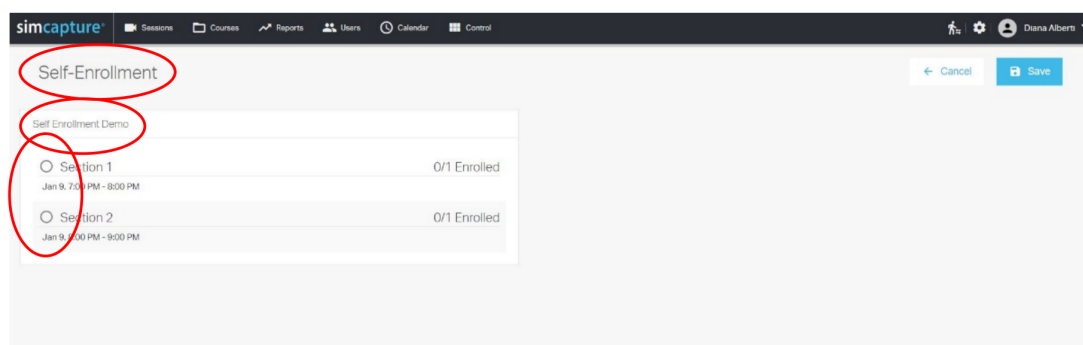 simcapture Sessions Courses Reports Users Calendar Control Diana Alberti
Self-Enrollment Cancel Save
Self Enrollment Demo
Section 1 0/1 Enrolled
Jan 9, 7:00 PM - 8:00 PM
Section 2 0/1 Enrolled
Jan 9, 8:00 PM - 9:00 PM